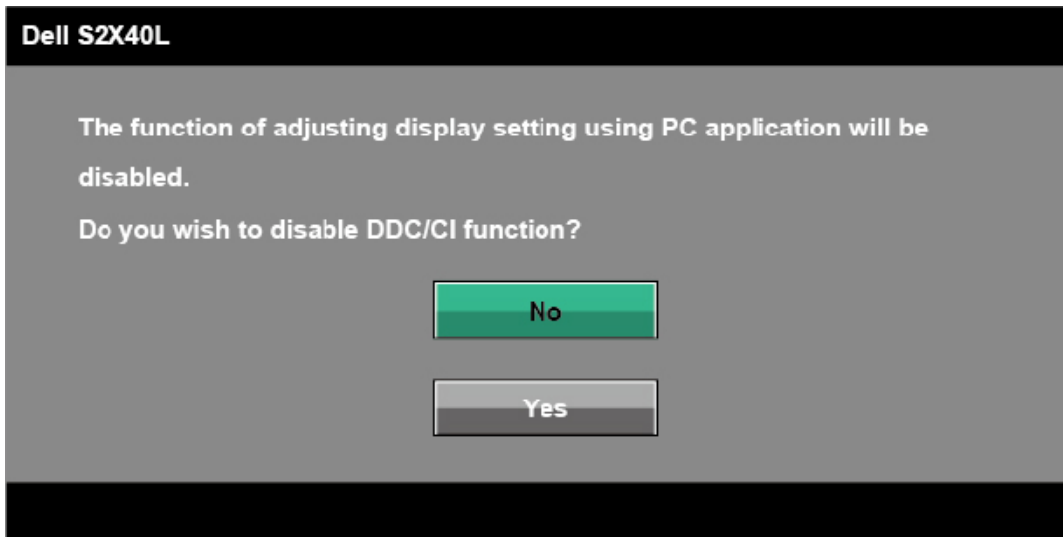 Dell S2X40L
The function of adjusting display setting using PC application will be
disabled.
Do you wish to disable DDC/CI function?
No
Yes